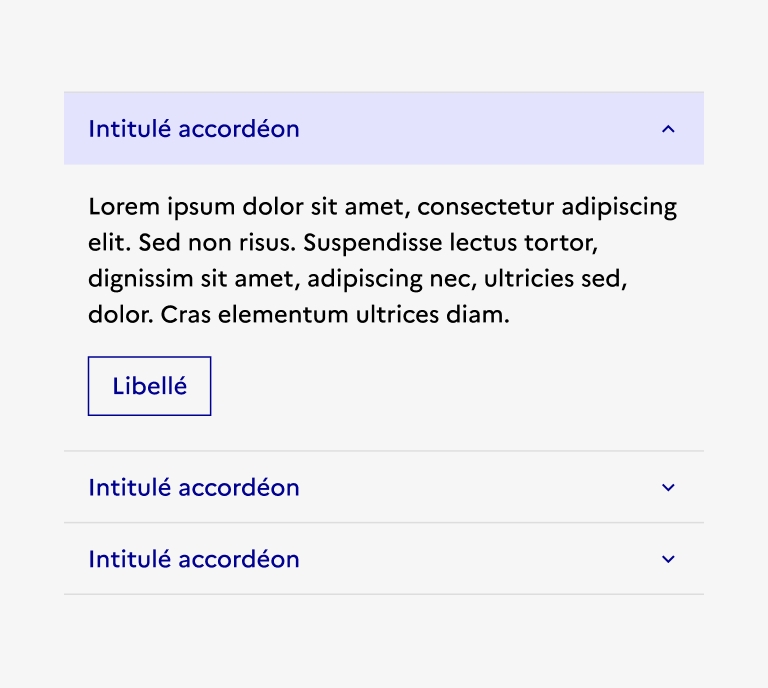 Intitulé accordéon
Lorem ipsum dolor sit amet, consectetur adipiscing
elit. Sed non risus. Suspendisse lectus tortor,
dignissim sit amet, adipiscing nec, ultricies sed,
dolor. Cras elementum ultrices diam.
Libellé
Intitulé accordéon
Intitulé accordéon